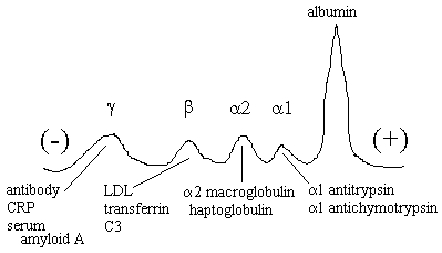 albumin
γ β α2 α1
(-) (+)
antibody
CRP
serum
amyloid A
LDL
transferrin
C3
α2 macroglobulin
haptoglobulin
α1 antitrypsin
α1 antichymotrypsin